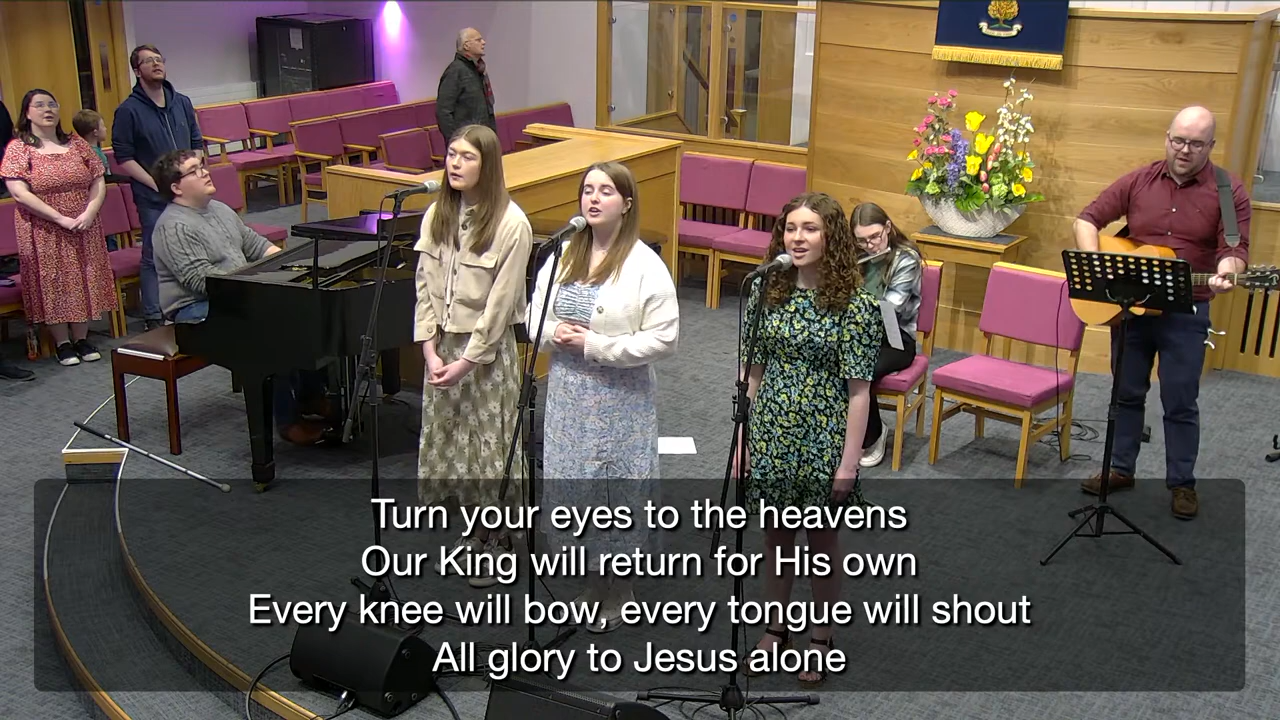 Turn your eyes to the heavens
Our King will return for His own
Every knee will bow, every tongue will shout
All glory to Jesus alone